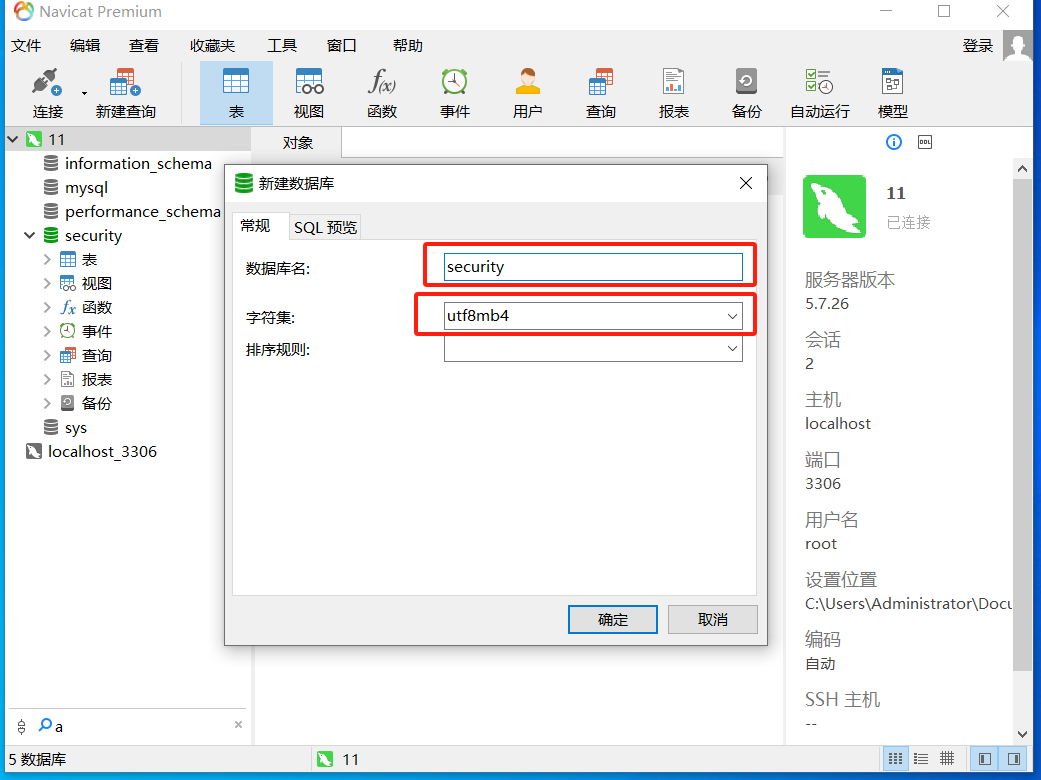 Navicat Premium
文件 编辑 查看 收藏夹 工具 窗口 帮助 登录
连接 新建查询 表 视图 函数 事件 用户 查询 报表 备份 自动运行 模型
11
information_schema
mysql
performance_schema
security
表
视图
函数
事件
查询
报表
备份
sys
localhost_3306
a
对象
新建数据库
常规 SQL 预览
数据库名: security
字符集: utf8mb4
排序规则:
确定 取消
DDL
11
已连接
服务器版本
5.7.26
会话
2
主机
localhost
端口
3306
用户名
root
设置位置
C:\Users\Administrator\Docu
编码
自动
SSH 主机
--
5 数据库 11